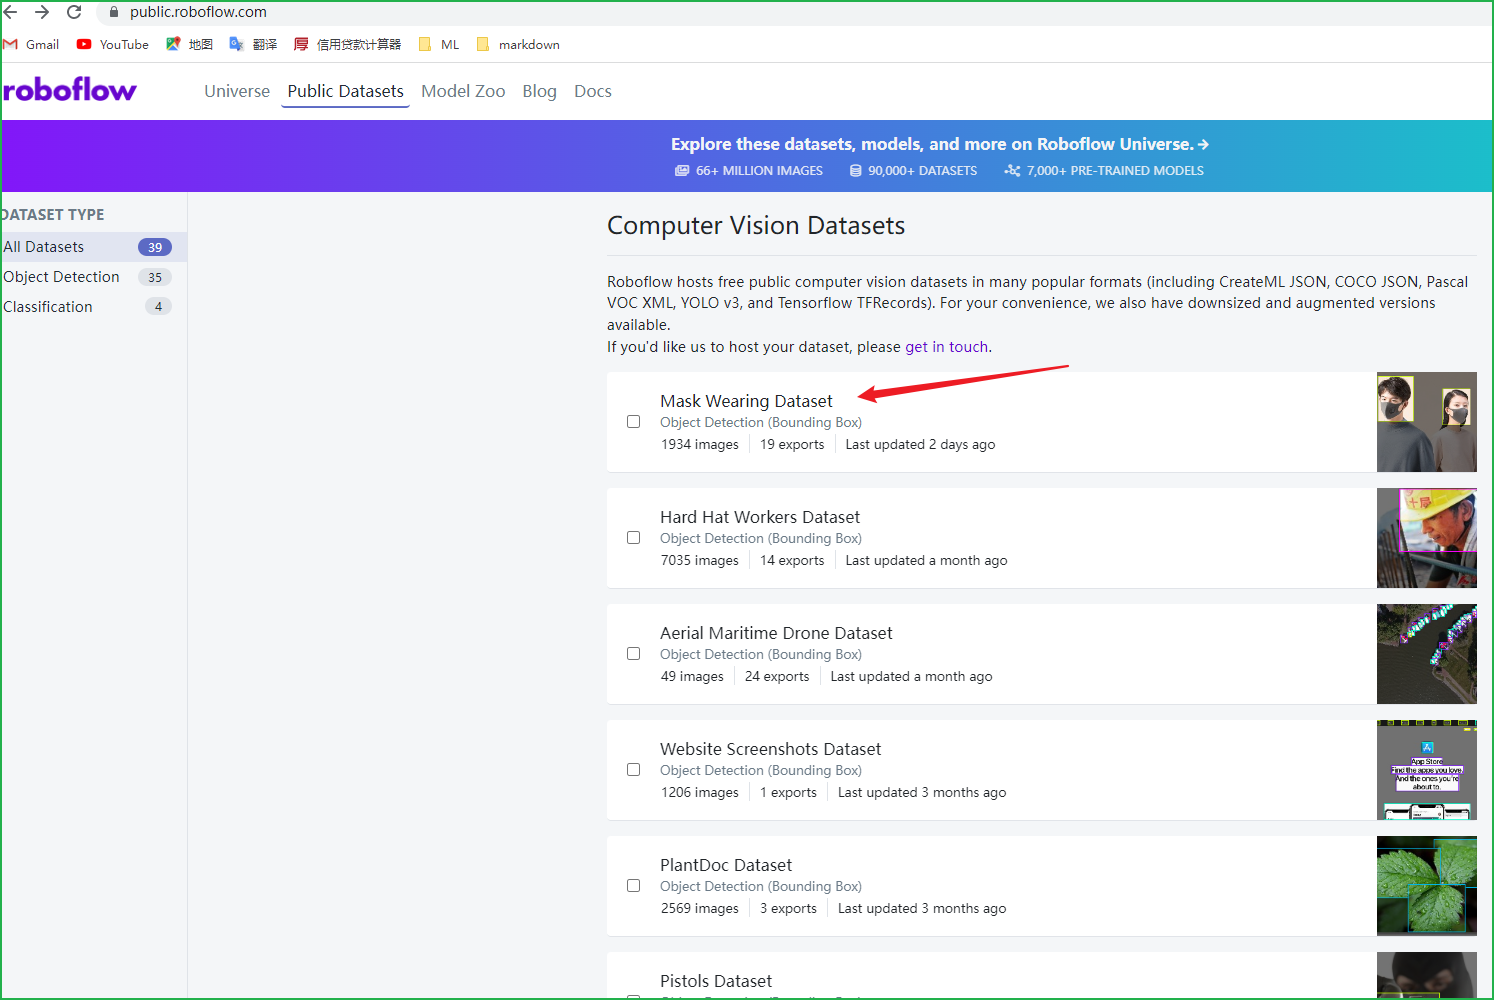 public.roboflow.com
Gmail YouTube 地图 翻译 信用贷款计算器 ML markdown
roboflow Universe Public Datasets Model Zoo Blog Docs
Explore these datasets, models, and more on Roboflow Universe.
66+ MILLION IMAGES 90,000+ DATASETS 7,000+ PRE-TRAINED MODELS
DATASET TYPE
All Datasets 39
Object Detection 35
Classification 4
Computer Vision Datasets
Roboflow hosts free public computer vision datasets in many popular formats (including CreateML JSON, COCO JSON, Pascal
VOC XML, YOLO v3, and Tensorflow TFRecords). For your convenience, we also have downsized and augmented versions
available.
If you'd like us to host your dataset, please get in touch.
Mask Wearing Dataset
Object Detection (Bounding Box)
1934 images 19 exports Last updated 2 days ago
Hard Hat Workers Dataset
Object Detection (Bounding Box)
7035 images 14 exports Last updated a month ago
Aerial Maritime Drone Dataset
Object Detection (Bounding Box)
49 images 24 exports Last updated a month ago
Website Screenshots Dataset
Object Detection (Bounding Box)
1206 images 1 exports Last updated 3 months ago
App Store
Find the apps you love.
And the ones you're
about to.
PlantDoc Dataset
Object Detection (Bounding Box)
2569 images 3 exports Last updated 3 months ago
Pistols Dataset